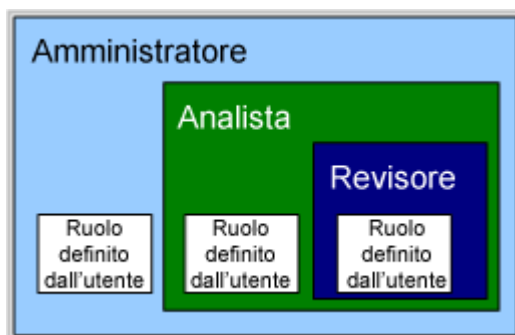 Amministratore
Analista
Revisore
Ruolo
definito
dall'utente
Ruolo
definito
dall'utente
Ruolo
definito
dall'utente